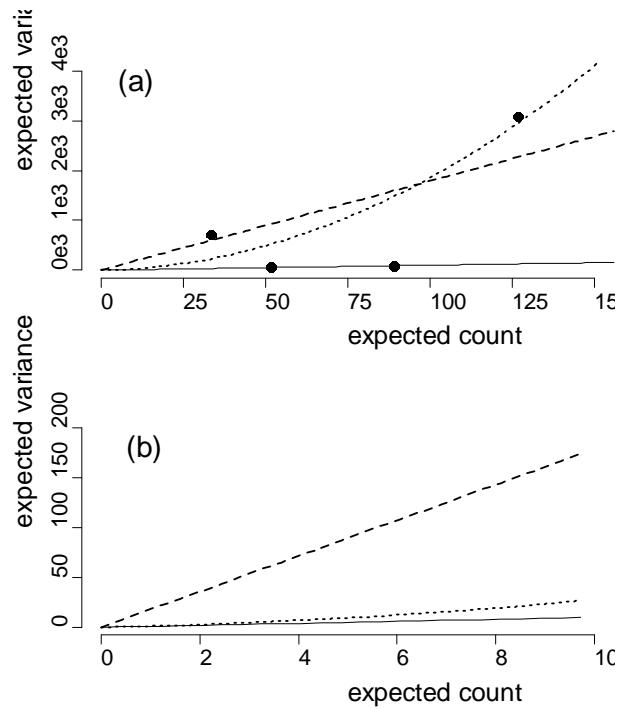 expected vari
(a)
4e3
3e3
2e3
1e3
0e3
0 25 50 75 100 125 15
expected count
expected variance
(b)
200
150
100
50
0
0 2 4 6 8 10
expected count